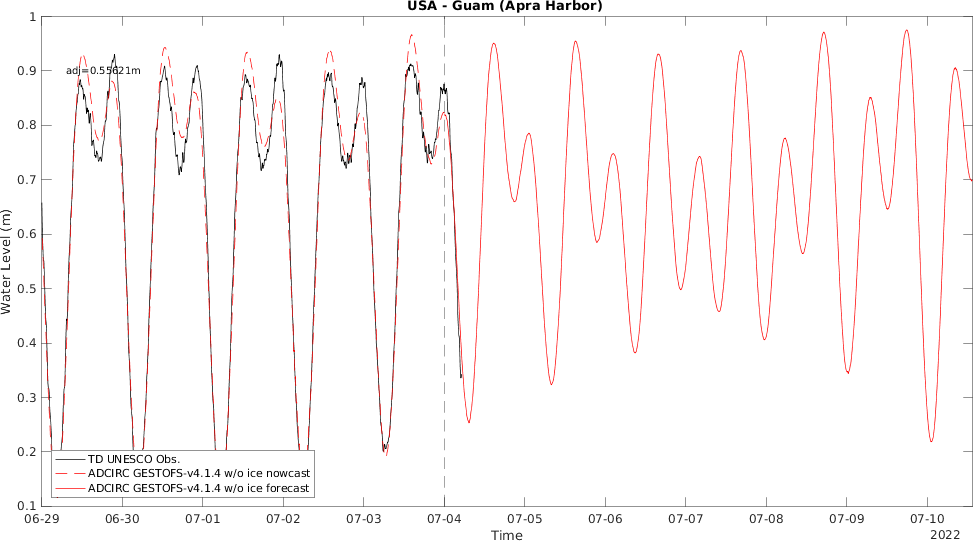 USA - Guam (Apra Harbor)
1
0.9
0.8
0.7
0.6
0.5
0.4
0.3
0.2
0.1
Water Level (m)
adj=0.55621m
TD UNESCO Obs.
ADCIRC GESTOFS-v4.1.4 w/o ice nowcast
ADCIRC GESTOFS-v4.1.4 w/o ice forecast
06-29 06-30 07-01 07-02 07-03 07-04 07-05 07-06 07-07 07-08 07-09 07-10
Time
2022